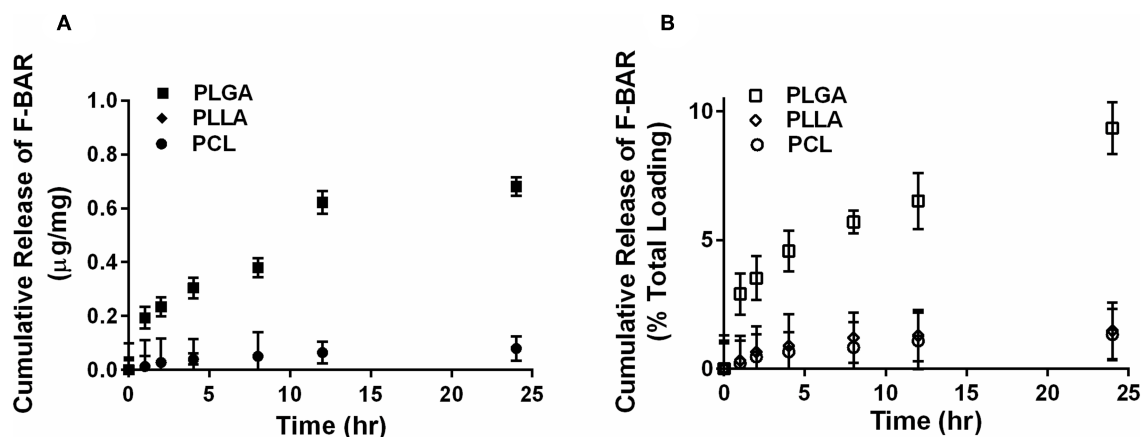 A
Cumulative Release of F-BAR
(μg/mg)
1.0
0.8
0.6
0.4
0.2
0.0
PLGA
PLLA
PCL
0 5 10 15 20 25
Time (hr)
B
Cumulative Release of F-BAR
(% Total Loading)
10
5
0
PLGA
PLLA
PCL
0 5 10 15 20 25
Time (hr)